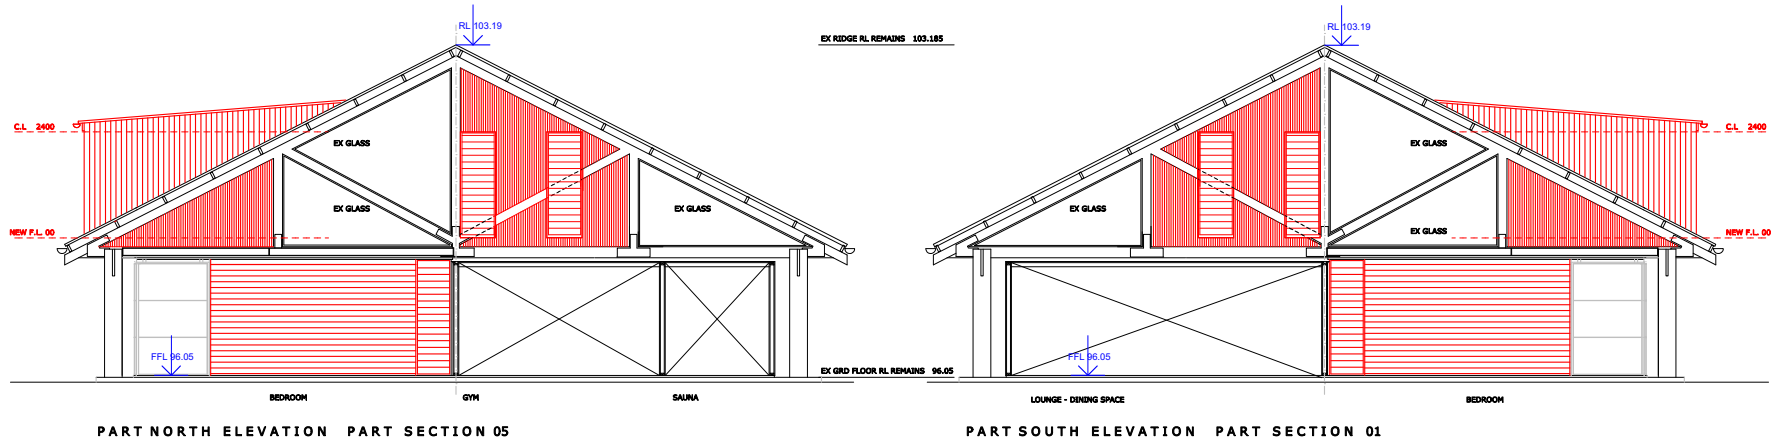 RL 103.19
EX RIDGE RL REMAINS 103.185
RL 103.19
C.L 2400
C.L 2400
EX GLASS
EX GLASS
EX GLASS
EX GLASS
EX GLASS
EX GLASS
NEW F.L. 00
NEW F.L. 00
FFL 96.05
FFL 96.05
EX GRD FLOOR RL REMAINS 96.05
BEDROOM
GYM
SAUNA
LOUNGE - DINING SPACE
BEDROOM
PART NORTH ELEVATION PART SECTION 05
PART SOUTH ELEVATION PART SECTION 01